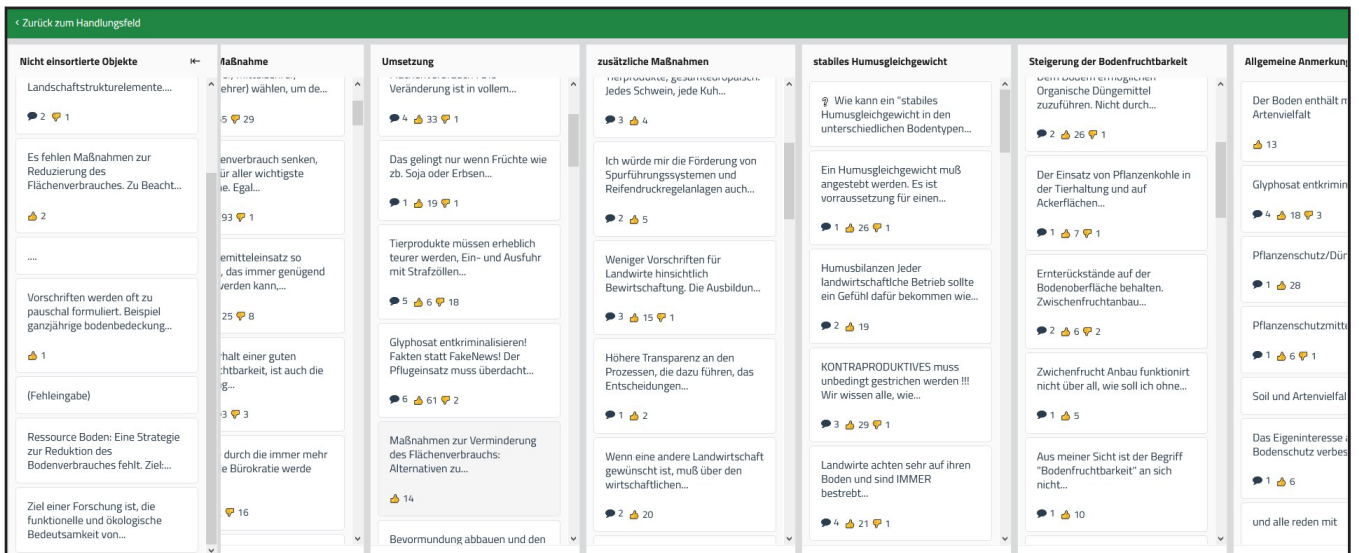 ‹ Zurück zum Handlungsfeld
Nicht einsortierte Objekte
Landschaftstrukturelemente....
2 1
Es fehlen Maßnahmen zur
Reduzierung des
Flächenverbrauches. Zu Beacht...
2
....
Vorschriften werden oft zu
pauschal formuliert. Beispiel
ganzjährige bodenbedeckung...
1
(Fehleingabe)
Ressource Boden: Eine Strategie
zur Reduktion des
Bodenverbrauches fehlt. Ziel:...
Ziel einer Forschung ist, die
funktionelle und ökologische
Bedeutsamkeit von...
Maßnahme
ehrer) wählen, um de...
5 29
enverbrauch senken,
ür aller wichtigste
e. Egal...
93 1
emitteleinsatz so
, das immer genügend
werden kann,...
25 8
rhalt einer guten
chtbarkeit, ist auch die
g...
3 3
durch die immer mehr
e Bürokratie werde
16
Umsetzung
Veränderung ist in vollem...
4 33 1
Das gelingt nur wenn Früchte wie
zb. Soja oder Erbsen...
1 19 1
Tierprodukte müssen erheblich
teurer werden, Ein- und Ausfuhr
mit Strafzöllen...
5 6 18
Glyphosat entkriminalisieren!
Fakten statt FakeNews! Der
Pflugeinsatz muss überdacht...
6 61 2
Maßnahmen zur Verminderung
des Flächenverbrauchs:
Alternativen zu...
14
Bevormundung abbauen und den
zusätzliche Maßnahmen
Tierprodukte, gesamteuropäisch.
Jedes Schwein, jede Kuh...
3 4
Ich würde mir die Förderung von
Spurführungssystemen und
Reifendruckregelanlagen auch...
2 5
Weniger Vorschriften für
Landwirte hinsichtlich
Bewirtschaftung. Die Ausbildun...
3 15 1
Höhere Transparenz an den
Prozessen, die dazu führen, das
Entscheidungen...
1 2
Wenn eine andere Landwirtschaft
gewünscht ist, muß über den
wirtschaftlichen...
2 20
stabiles Humusgleichgewicht
? Wie kann ein "stabiles
Humusgleichgewicht in den
unterschiedlichen Bodentypen...
Ein Humusgleichgewicht muß
angestebt werden. Es ist
vorraussetzung für einen...
1 26 1
Humusbilanzen Jeder
landwirtschaftlche Betrieb sollte
ein Gefühl dafür bekommen wie...
2 19
KONTRAPRODUKTIVES muss
unbedingt gestrichen werden !!!
Wir wissen alle, wie...
3 29 1
Landwirte achten sehr auf ihren
Boden und sind IMMER
bestrebt...
4 21 1
Steigerung der Bodenfruchtbarkeit
Dem Boden ermöglichen
Organische Düngemittel
zuzuführen. Nicht durch...
2 26 1
Der Einsatz von Pflanzenkohle in
der Tierhaltung und auf
Ackerflächen...
1 7 1
Ernterückstände auf der
Bodenoberfläche behalten.
Zwischenfruchtanbau...
2 6 2
Zwichenfrucht Anbau funktionirt
nicht über all, wie soll ich ohne...
1 5
Aus meiner Sicht ist der Begriff
"Bodenfruchtbarkeit" an sich
nicht...
1 10
Allgemeine Anmerkung
Der Boden enthält m
Artenvielfalt
13
Glyphosat entkrimin
4 18 3
Pflanzenschutz/Dün
1 28
Pflanzenschutzmitte
1 6 1
Soil und Artenvielfal
Das Eigeninteresse a
Bodenschutz verbes
1 6
und alle reden mit